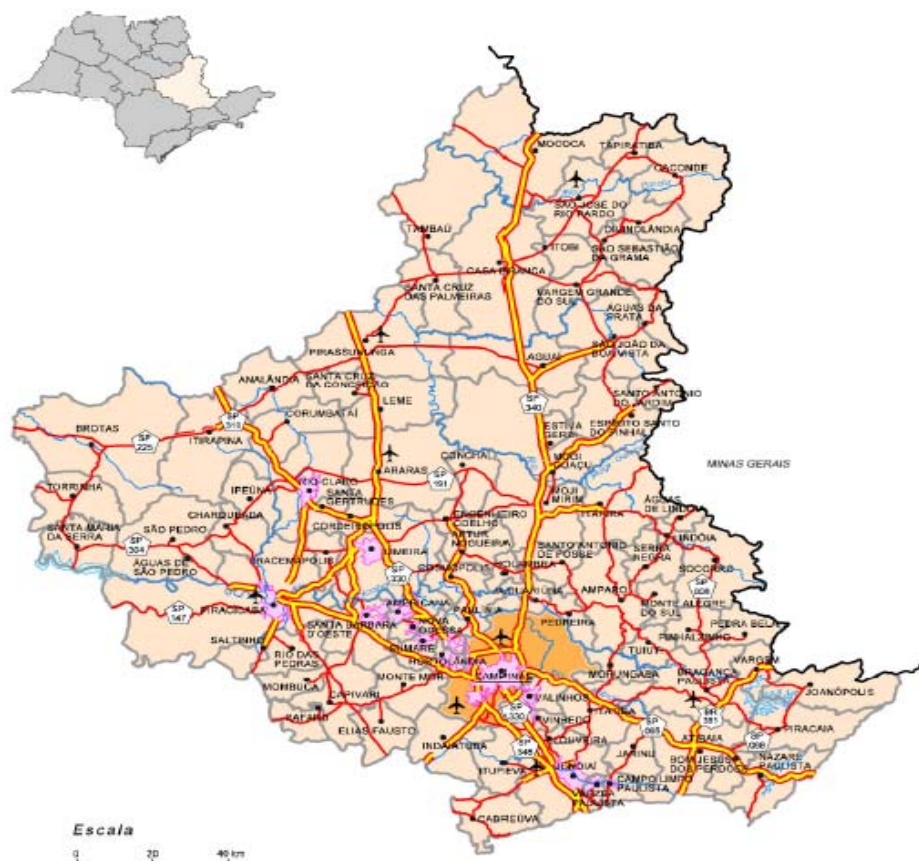 MOCOCA
TAPIRATIBA
CACONDE
SÃO JOSÉ DO
RIO PARDO
DIVINOLÂNDIA
TAMBAÚ
ITOBI
SÃO SEBASTIÃO
DA GRAMA
CASA BRANCA
SANTA CRUZ
DAS PALMEIRAS
VARGEM GRANDE
DO SUL
ÁGUAS DA
PRATA
PIRASSUNUNGA
SÃO JOÃO DA
BOA VISTA
AGUAÍ
SANTA CRUZ
DA CONCEIÇÃO
ANALÂNDIA
LEME
SP
340
SANTO ANTONIO
DO JARDIM
CORUMBATAÍ
SP
310
ESTIVA
GERBI
ESPÍRITO SANTO
DO PINHAL
BROTAS
SP
225
ITIRAPINA
CONCHAL
MOGI
GUAÇU
MINAS GERAIS
ARARAS
SP
191
TORRINHA
IPEÚNA
RIO CLARO
SANTA
GERTRUDES
MOJI
MIRIM
ITAPIRA
ÁGUAS
DE LINDÓIA
CHARQUEADA
SANTA MARIA
DA SERRA
SÃO PEDRO
CORDEIRÓPOLIS
ENGENHEIRO
COELHO
ARTUR
NOGUEIRA
LINDÓIA
SP
304
IRACEMÁPOLIS
LIMEIRA
SANTO ANTONIO
DE POSSE
SERRA
NEGRA
ÁGUAS DE
SÃO PEDRO
SP
330
COSMÓPOLIS
HOLAMBRA
SOCORRO
AMPARO
SP
008
SP
147
PIRACICABA
AMERICANA
PAULÍNIA
JAGUARIÚNA
MONTE ALEGRE
DO SUL
SANTA BÁRBARA
D'OESTE
NOVA
ODESSA
PEDREIRA
PEDRA BELA
PINHALZINHO
SALTINHO
SUMARÉ
TUIUTI
RIO DAS
PEDRAS
HORTOLÂNDIA
VARGEM
MONTE MOR
CAMPINAS
MORUNGABA
BRAGANÇA
PAULISTA
JOANÓPOLIS
MOMBUCA
CAPIVARI
VALINHOS
ITATIBA
RAFARD
SP
330
VINHEDO
SP
065
BR
381
PIRACAIA
ELIAS FAUSTO
LOUVEIRA
ATIBAIA
INDAIATUBA
SP
348
JARINU
BOM JESUS
DOS PERDÕES
NAZARÉ
PAULISTA
ITUPEVA
JUNDIAÍ
CAMPO LIMPO
PAULISTA
VÁRZEA
PAULISTA
CABREÚVA
Escala
0 20 40 km